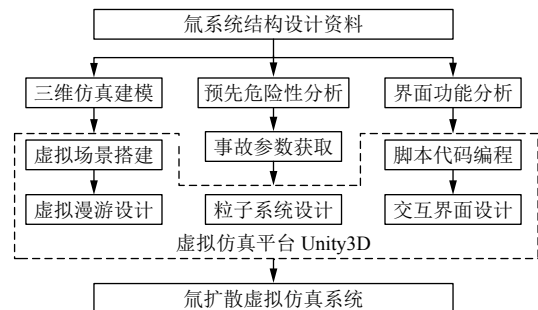 氚系统结构设计资料
三维仿真建模
预先危险性分析
界面功能分析
虚拟场景搭建
事故参数获取
脚本代码编程
虚拟漫游设计
粒子系统设计
交互界面设计
虚拟仿真平台 Unity3D
氚扩散虚拟仿真系统